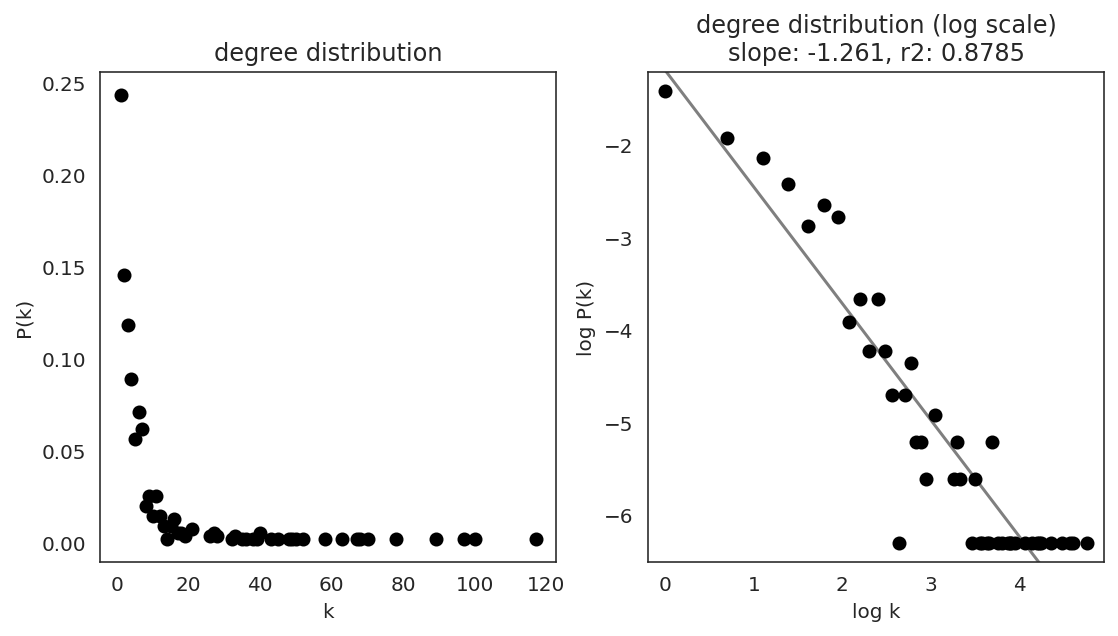 degree distribution
0.25
0.20
0.15
0.10
0.05
0.00
P(k)
0 20 40 60 80 100 120
k
degree distribution (log scale)
slope: -1.261, r2: 0.8785
−2
−3
−4
−5
−6
log P(k)
0 1 2 3 4
log k